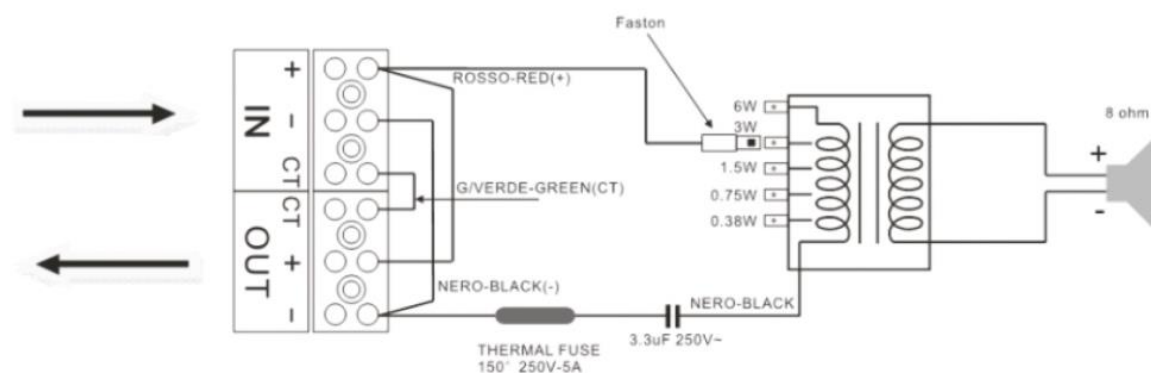 Faston
+
ROSSO-RED(+)
IN
−
CT
6W
3W
1.5W
0.75W
0.38W
8 ohm
+
-
G/VERDE-GREEN(CT)
CT
OUT
+
−
NERO-BLACK(-)
NERO-BLACK
THERMAL FUSE
150° 250V-5A
3.3uF 250V~